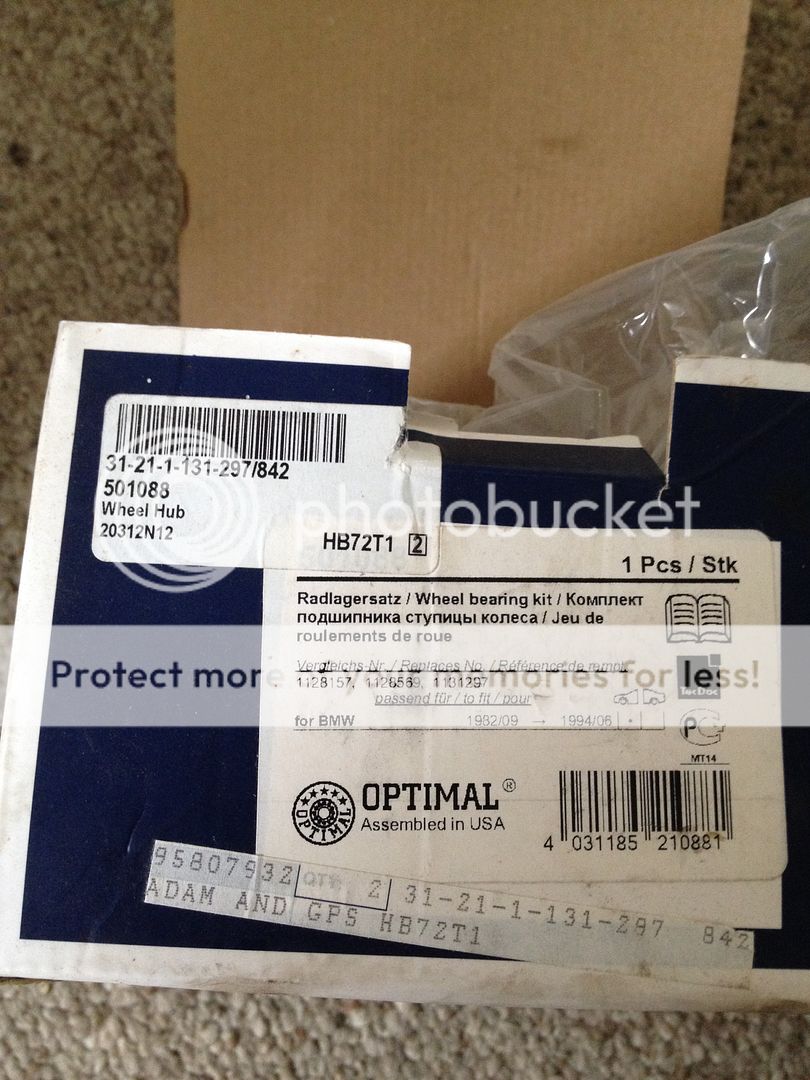 31-21-1-131-297/842
501088
Wheel Hub
20312N12
HB72T1 2
1 Pcs / Stk
Radlagersatz / Wheel bearing kit / Комплект
подшипника ступицы колеса / Jeu de
roulements de roue
Vergleichs-Nr. / Replaces No. / Référence de rempl.
1128157, 1128569, 1131297
passend für / to fit / pour
for BMW 1982/09 → 1994/06
TecDoc
MT14
OPTIMAL®
OPTIMAL
Assembled in USA
4 031185 210881
95807932 QTY: 2 31-21-1-131-297 842
ADAM AND GPS HB72T1
photobucket
Protect more of your memories for less!